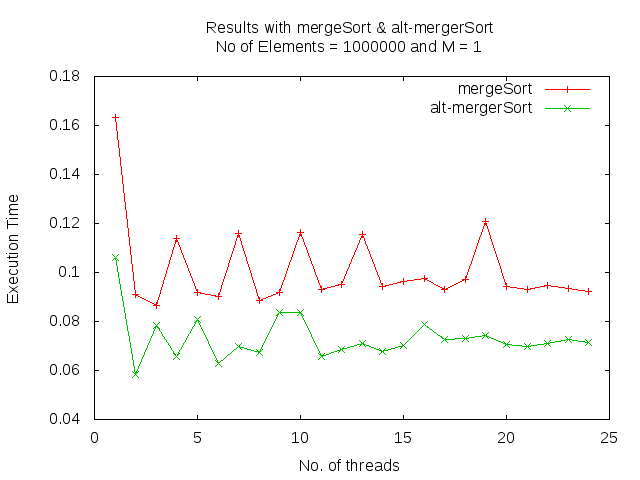 Results with mergeSort & alt-mergerSort
No of Elements = 1000000 and M = 1
mergeSort
alt-mergerSort
Execution Time
0.18
0.16
0.14
0.12
0.1
0.08
0.06
0.04
0 5 10 15 20 25
No. of threads